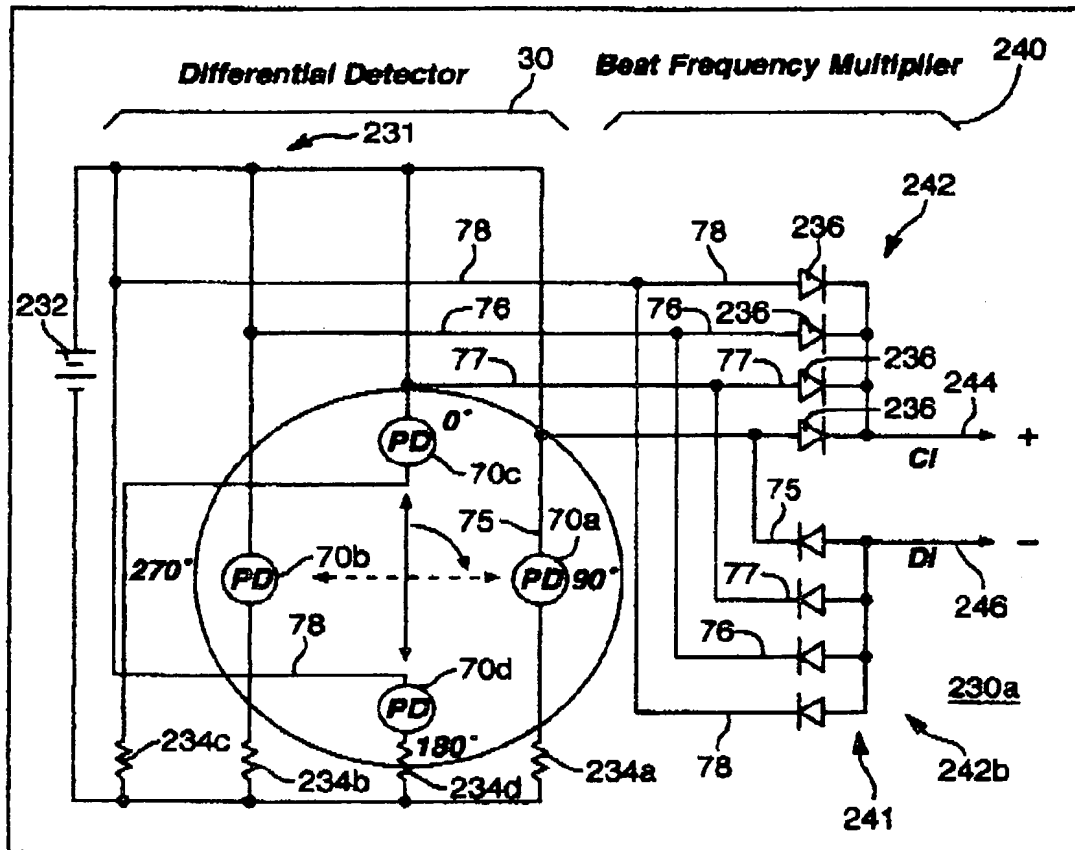 Differential Detector
30
Beat Frequency Multiplier
240
231
242
78
78
236
232
76
76
236
77
77
236
236
244
PD
0°
CI
+
70c
75
75
70a
70b
270°
PD
PD
90°
DI
-
77
246
78
76
70d
PD
230a
180°
234c
234b
234d
234a
78
242b
241